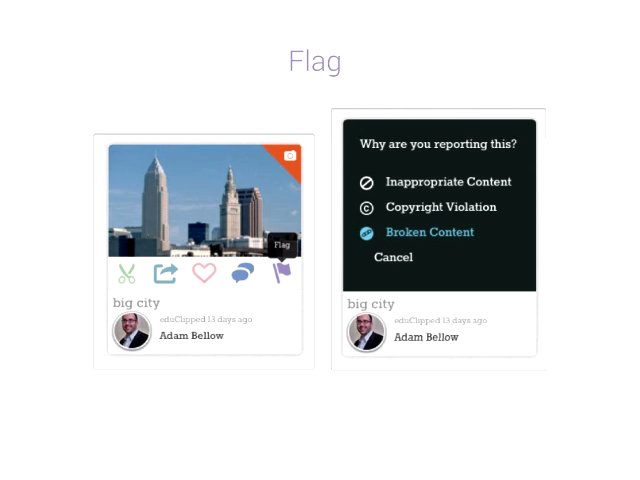 Flag
Flag
big city
eduClipped 13 days ago
Adam Bellow
Why are you reporting this?
Inappropriate Content
Copyright Violation
Broken Content
Cancel
big city
eduClipped 13 days ago
Adam Bellow